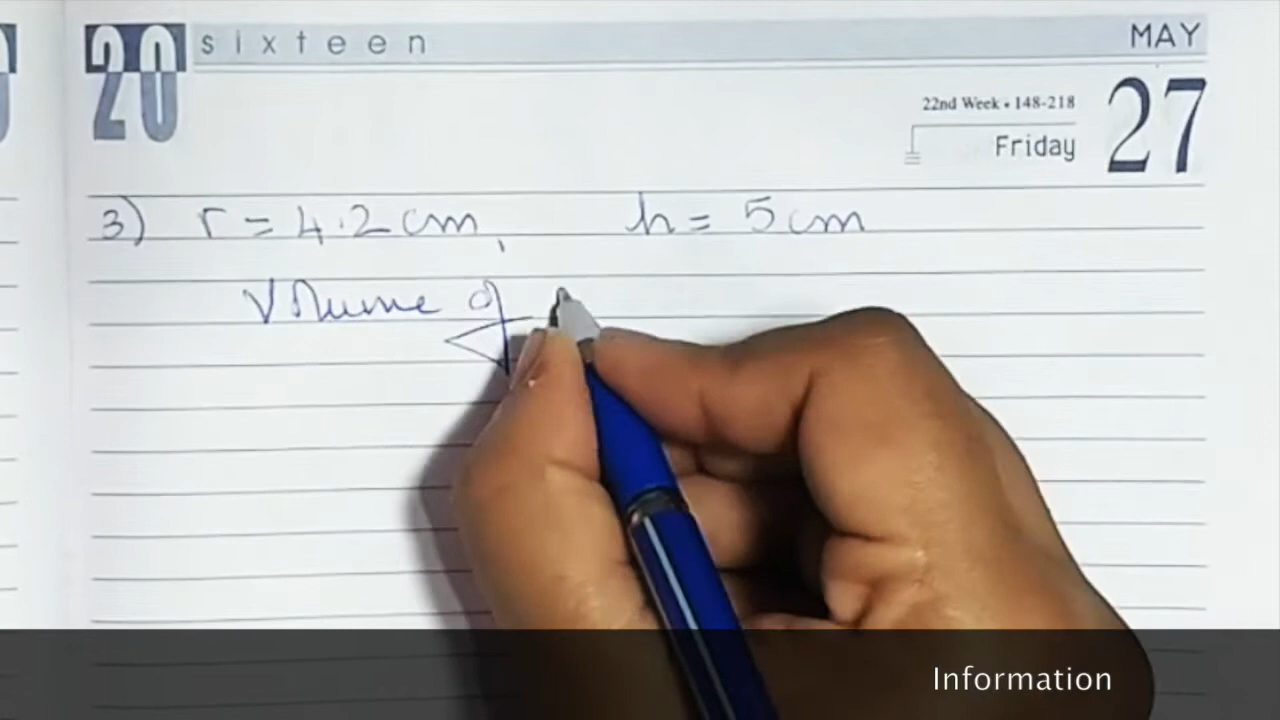 20 sixteen MAY
22nd Week • 148-218 27
Friday
3) r = 4.2 cm, h = 5 cm
Volume of
Information